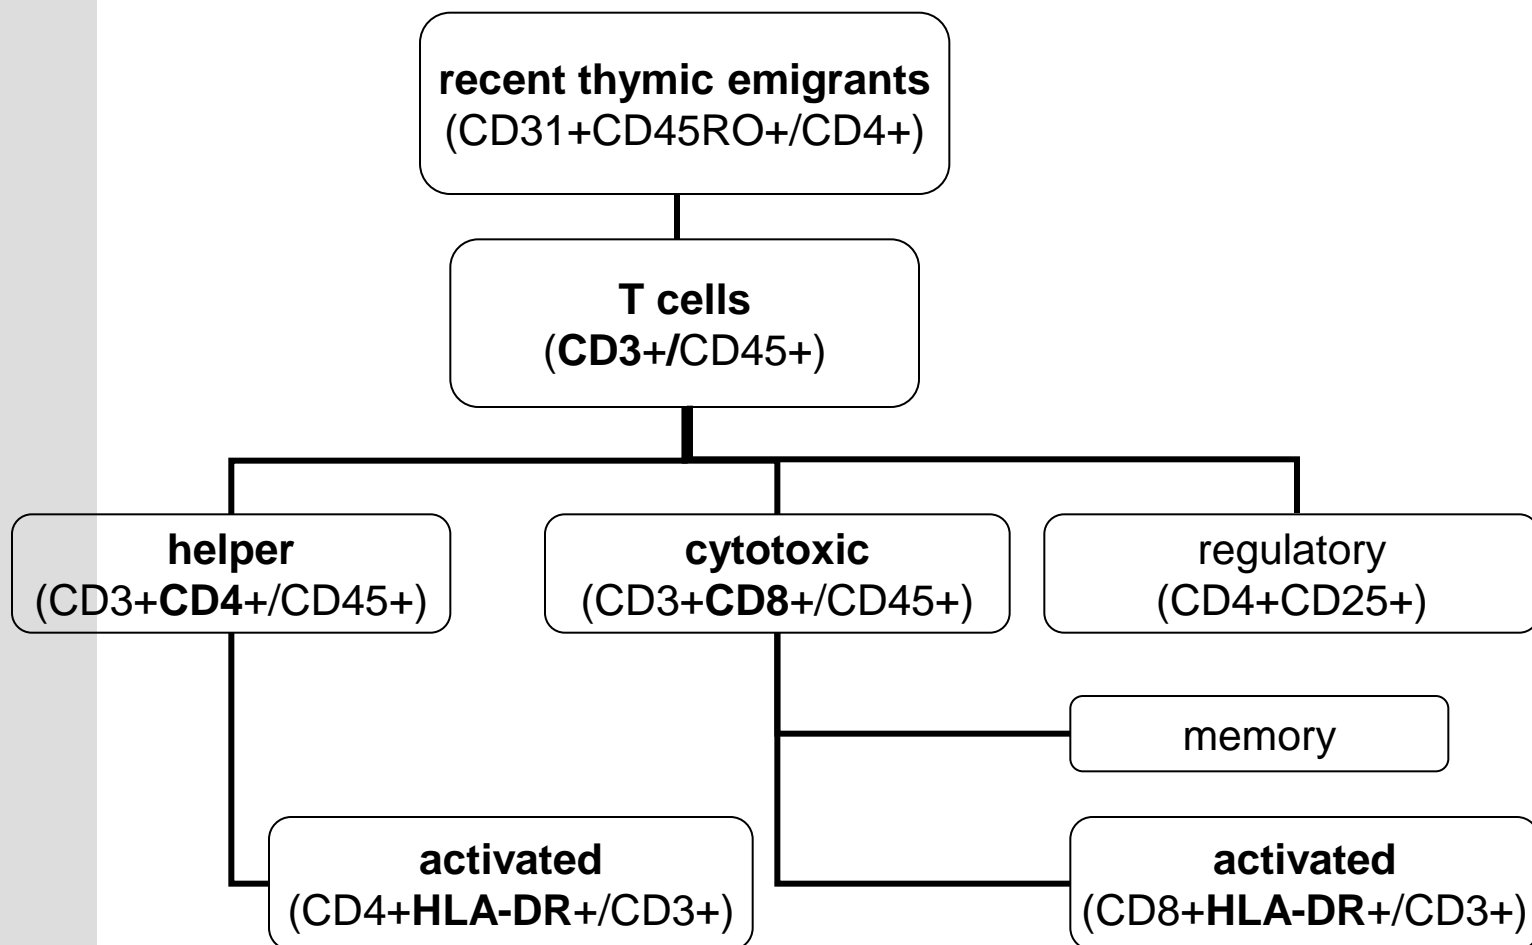 recent thymic emigrants
(CD31+CD45RO+/CD4+)
T cells
(CD3+/CD45+)
helper
(CD3+CD4+/CD45+)
cytotoxic
(CD3+CD8+/CD45+)
regulatory
(CD4+CD25+)
memory
activated
(CD4+HLA-DR+/CD3+)
activated
(CD8+HLA-DR+/CD3+)